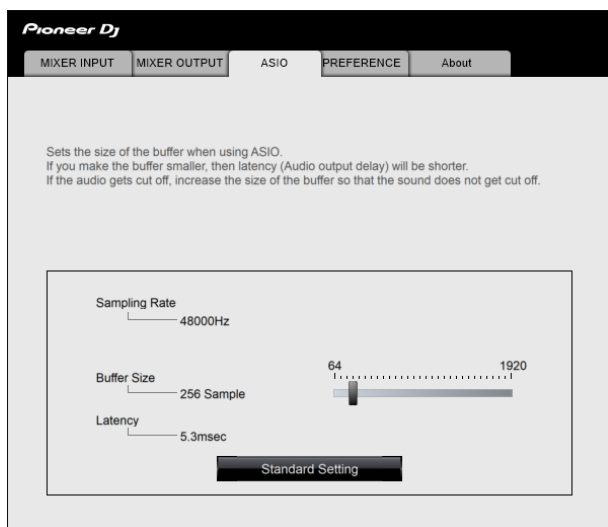 Pioneer Dj
MIXER INPUT MIXER OUTPUT ASIO PREFERENCE About
Sets the size of the buffer when using ASIO.
If you make the buffer smaller, then latency (Audio output delay) will be shorter.
If the audio gets cut off, increase the size of the buffer so that the sound does not get cut off.
Sampling Rate
48000Hz
64 1920
Buffer Size
256 Sample
Latency
5.3msec
Standard Setting